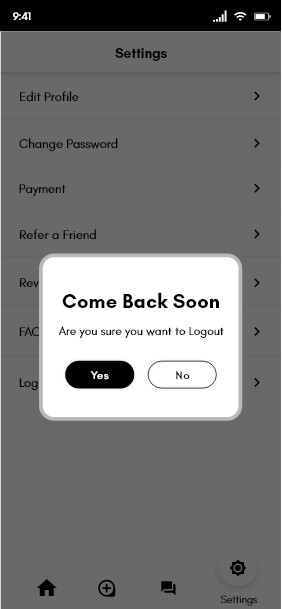 9:41
Settings
Edit Profile
Change Password
Payment
Refer a Friend
Rev
FAQ
Log
Come Back Soon
Are you sure you want to Logout
Yes
No
Settings